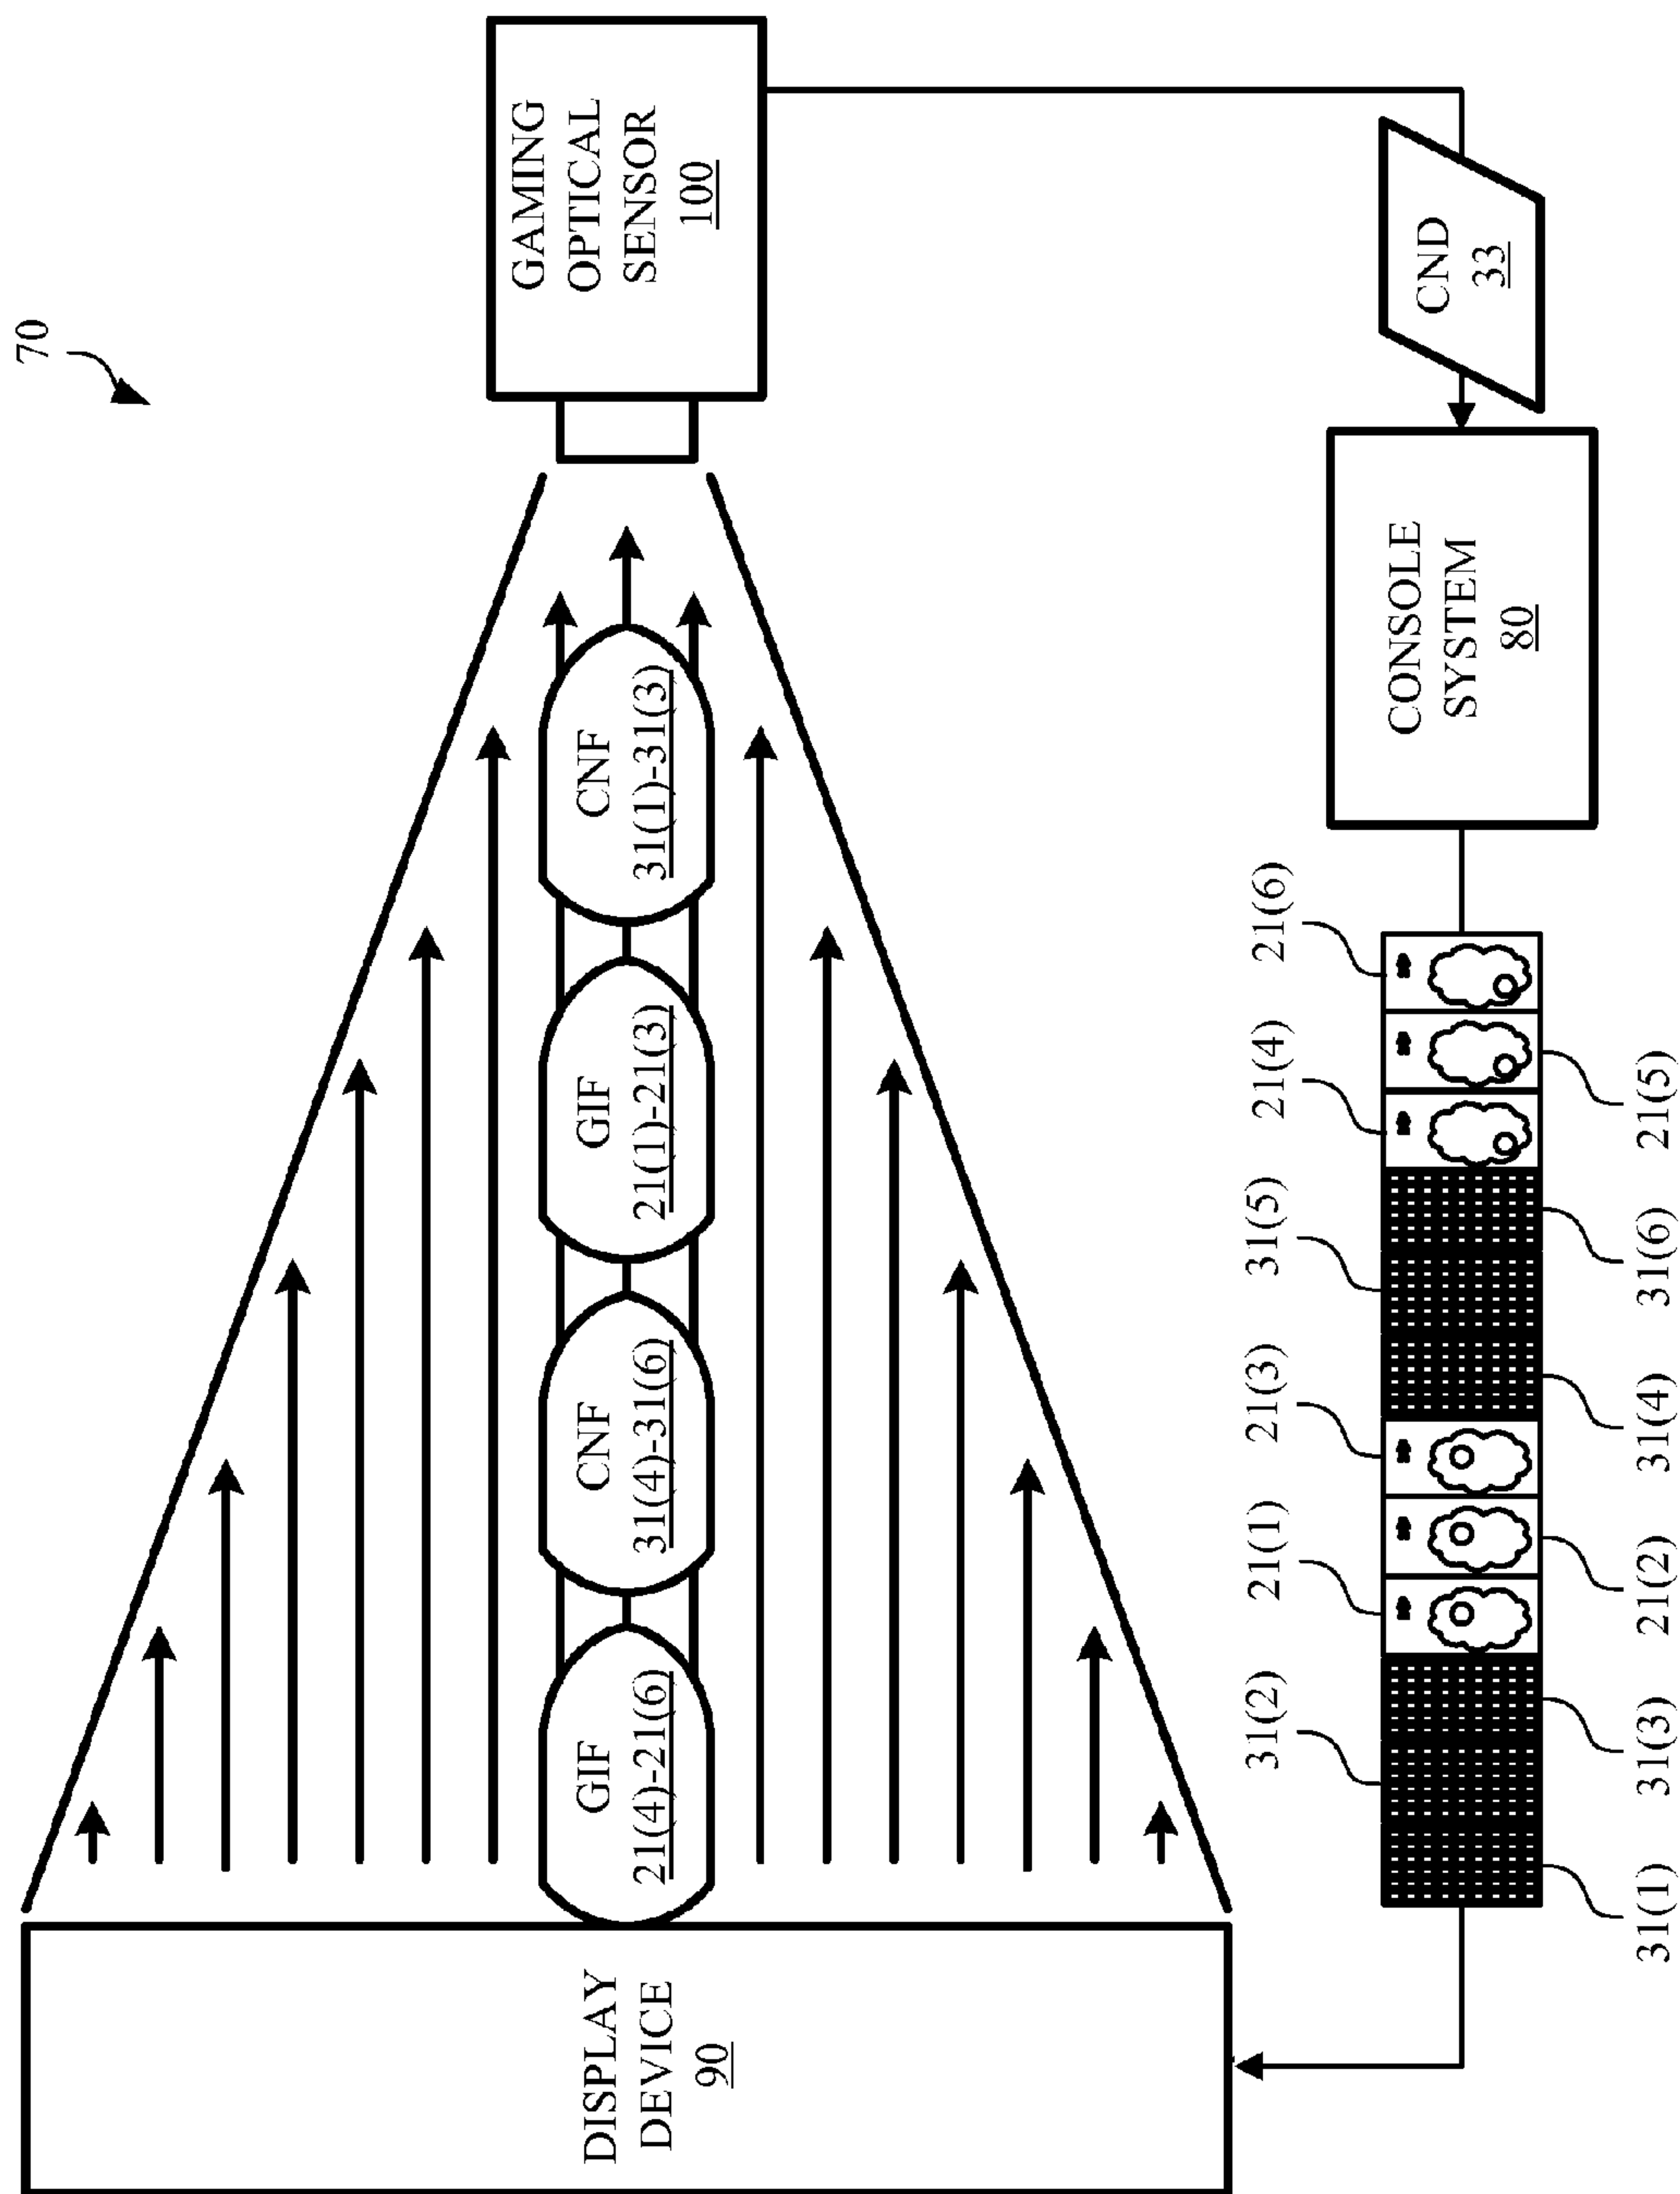 70
DISPLAY
DEVICE
90
GIF
21(4)-21(6)
CNF
31(4)-31(6)
GIF
21(1)-21(3)
CNF
31(1)-31(3)
GAMING
OPTICAL
SENSOR
100
31(2)
21(1)
21(3)
31(5)
21(4)
21(6)
CONSOLE
SYSTEM
80
CND
33
31(1)
31(3)
21(2)
31(4)
31(6)
21(5)